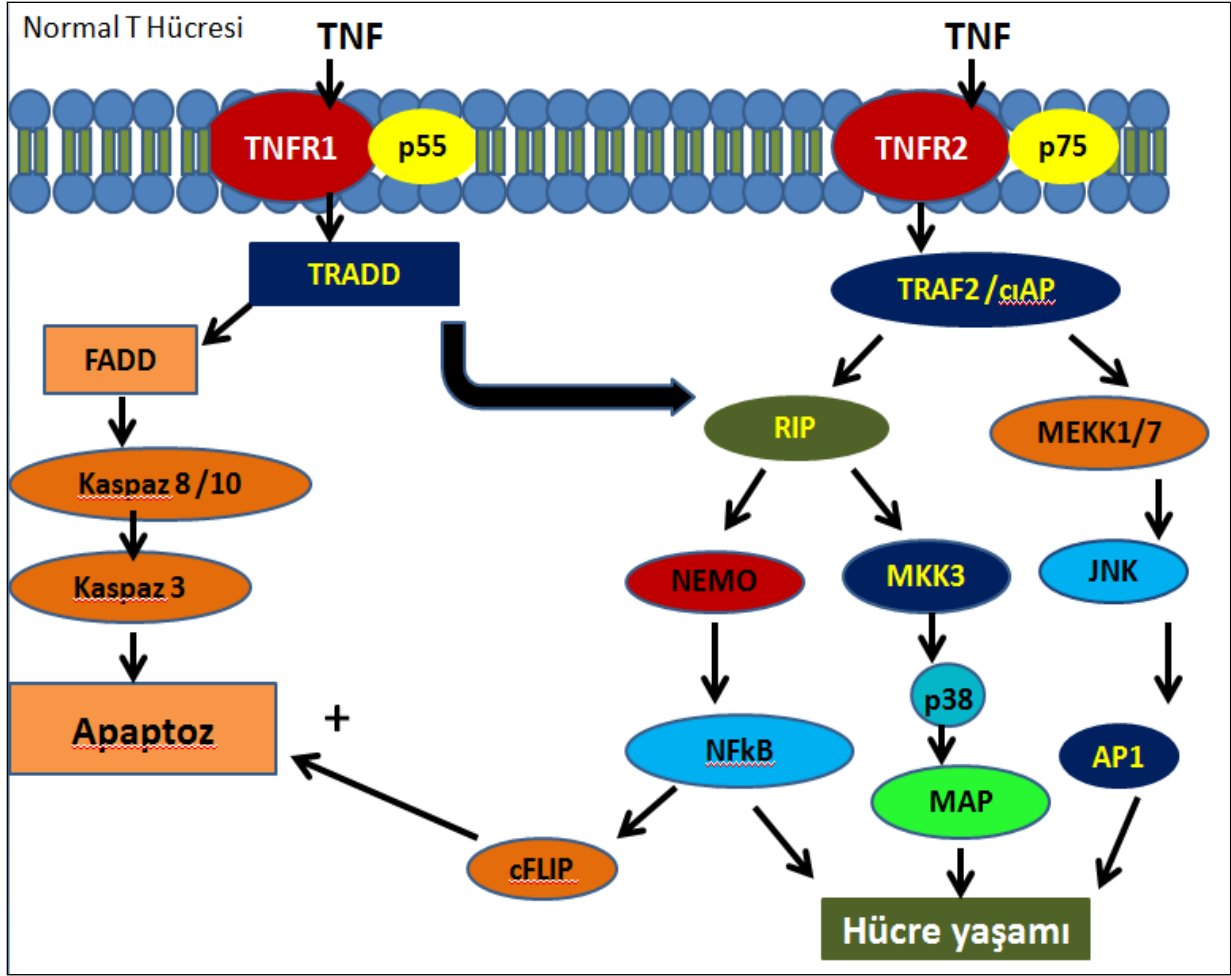 Normal T Hücresi
TNF
TNF
TNFR1
p55
TNFR2
p75
TRADD
TRAF2/cıAP
FADD
RIP
MEKK1/7
Kaspaz 8/10
Kaspaz 3
NEMO
MKK3
JNK
p38
Apaptoz
+
NFkB
AP1
MAP
cFLIP
Hücre yaşamı